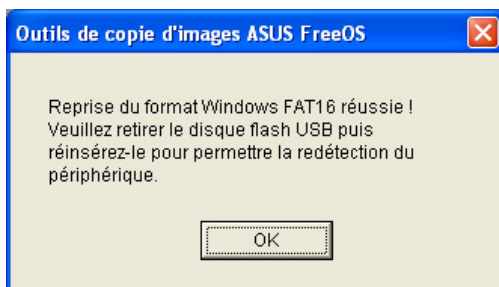 Outils de copie d'images ASUS FreeOS
Reprise du format Windows FAT16 réussie !
Veuillez retirer le disque flash USB puis
réinsérez-le pour permettre la redétection du
périphérique.
OK